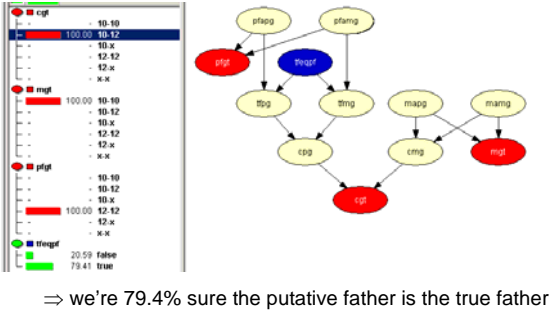 cgt
- 10-10
100.00 10-12
- 10-x
- 12-12
- 12-x
- x-x
mgt
100.00 10-10
- 10-12
- 10-x
- 12-12
- 12-x
- x-x
pfgt
- 10-10
- 10-12
- 10-x
100.00 12-12
- 12-x
- x-x
tfeqpf
20.59 false
79.41 true
pfapg pfamg
pfgt tfeqpf
tfpg tfmg mapg mamg
cpg cmg mgt
cgt
⇒ we're 79.4% sure the putative father is the true father